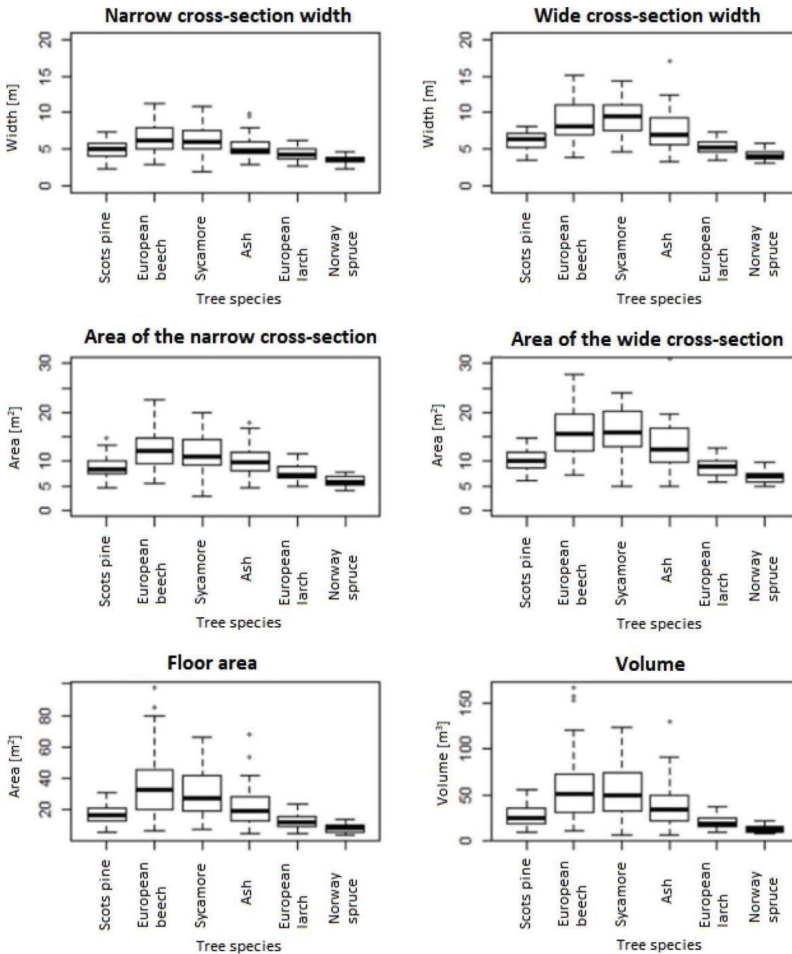 Narrow cross-section width
Width [m]
20
15
10
5
0
Scots pine
European
beech
Sycamore
Ash
European
larch
Norway
spruce
Tree species
Wide cross-section width
Width [m]
20
15
10
5
0
Scots pine
European
beech
Sycamore
Ash
European
larch
Norway
spruce
Tree species
Area of the narrow cross-section
Area [m²]
30
20
10
5
0
Scots pine
European
beech
Sycamore
Ash
European
larch
Norway
spruce
Tree species
Area of the wide cross-section
Area [m²]
30
20
10
5
0
Scots pine
European
beech
Sycamore
Ash
European
larch
Norway
spruce
Tree species
Floor area
Area [m²]
80
60
40
20
Scots pine
European
beech
Sycamore
Ash
European
larch
Norway
spruce
Tree species
Volume
Volume [m³]
150
100
50
0
Scots pine
European
beech
Sycamore
Ash
European
larch
Norway
spruce
Tree species